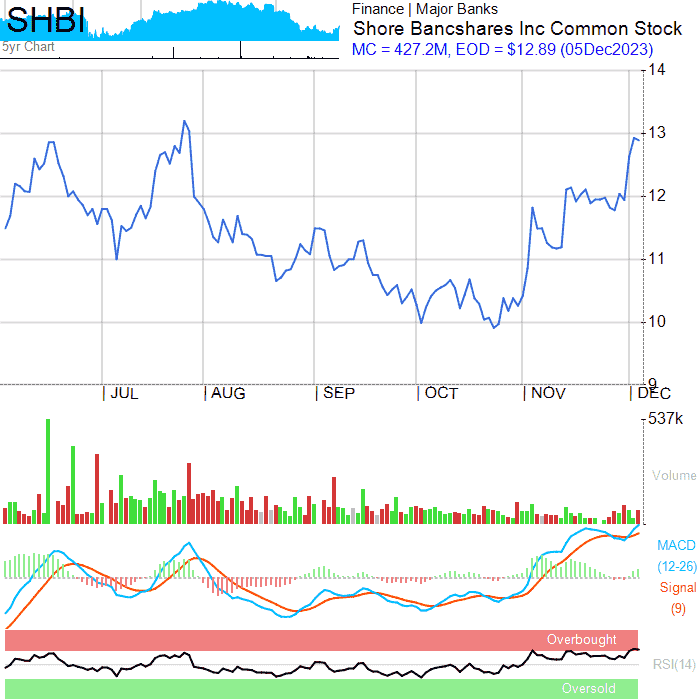 SHBI
5yr Chart
Finance | Major Banks
Shore Bancshares Inc Common Stock
MC = 427.2M, EOD = $12.89 (05Dec2023)
14
13
12
11
10
9
| JUL | AUG | SEP | OCT | NOV | DEC
537k
Volume
MACD
(12-26)
Signal
(9)
Overbought
RSI(14)
Oversold